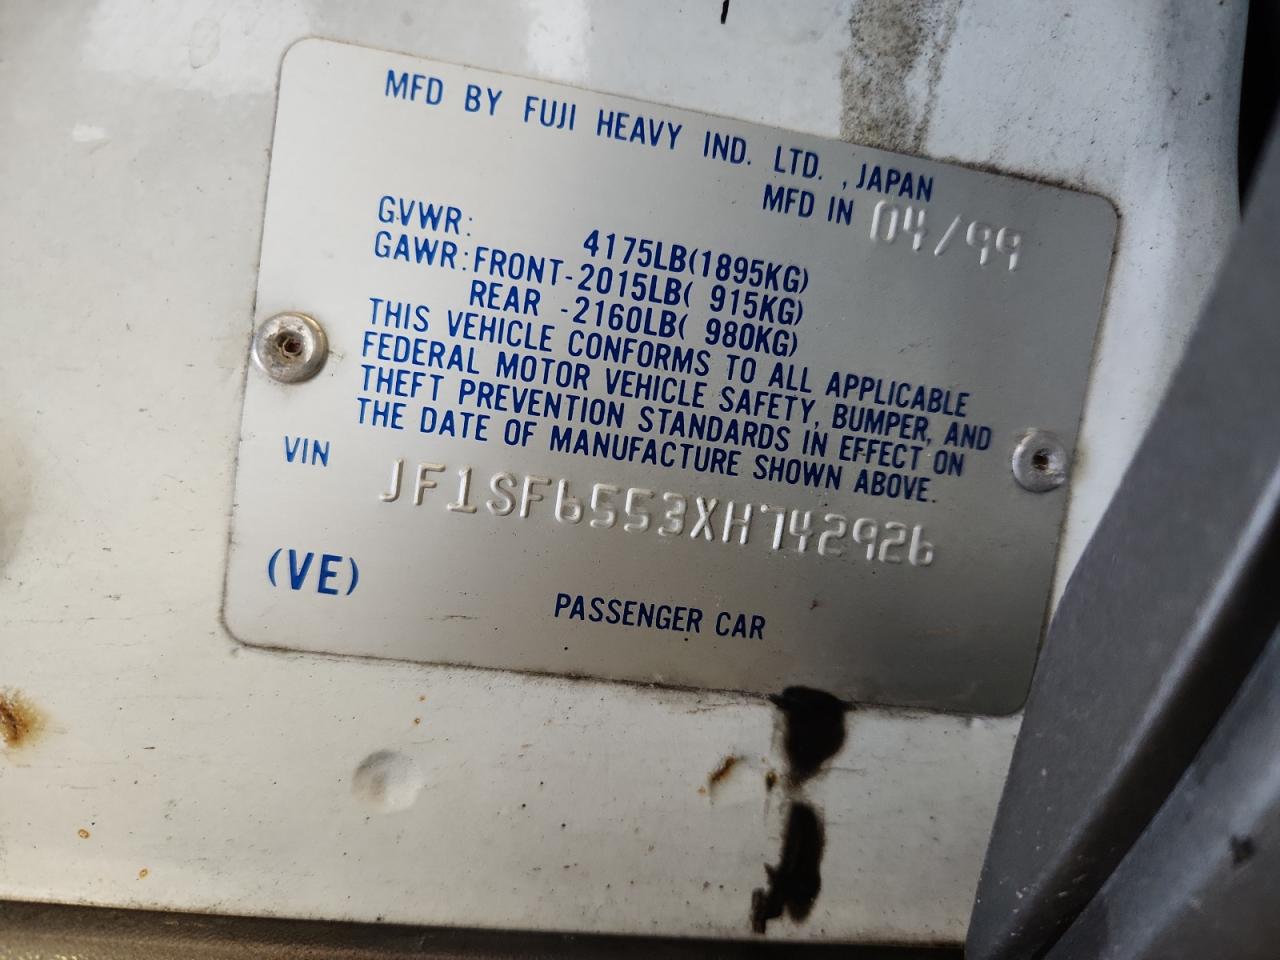 MFD BY FUJI HEAVY IND. LTD. , JAPAN
MFD IN 04/99
GVWR: 4175LB(1895KG)
GAWR:FRONT-2015LB( 915KG)
REAR -2160LB( 980KG)
THIS VEHICLE CONFORMS TO ALL APPLICABLE
FEDERAL MOTOR VEHICLE SAFETY, BUMPER, AND
THEFT PREVENTION STANDARDS IN EFFECT ON
THE DATE OF MANUFACTURE SHOWN ABOVE.
VIN JF1SF6553XH742926
(VE)
PASSENGER CAR